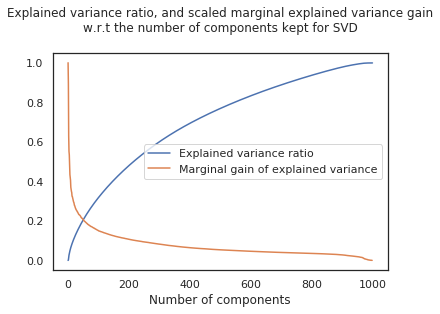 Explained variance ratio, and scaled marginal explained variance gain
w.r.t the number of components kept for SVD
1.0
0.8
0.6
Explained variance ratio
Marginal gain of explained variance
0.4
0.2
0.0
0 200 400 600 800 1000
Number of components